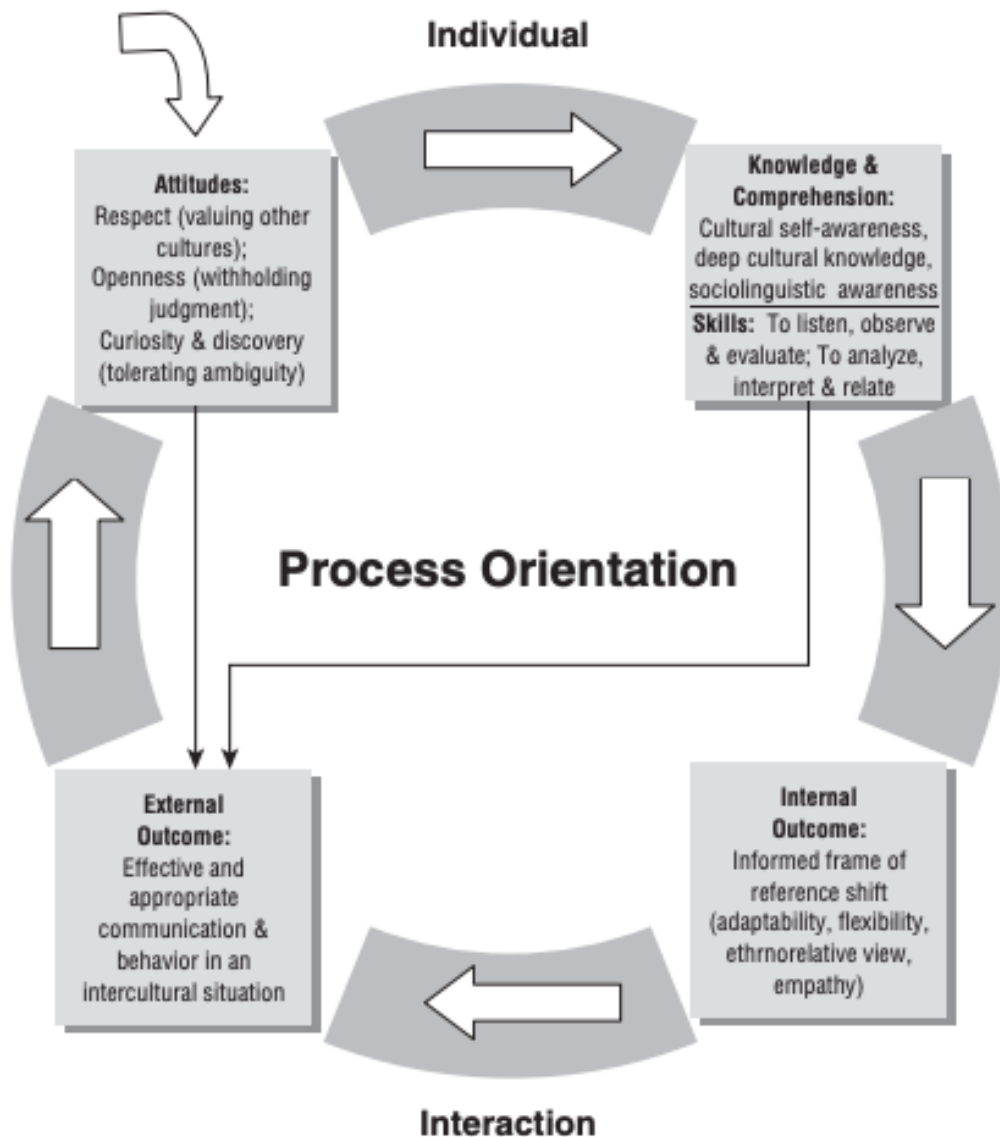 Individual
Attitudes:
Respect (valuing other
cultures);
Openness (withholding
judgment);
Curiosity & discovery
(tolerating ambiguity)
Knowledge &
Comprehension:
Cultural self-awareness,
deep cultural knowledge,
sociolinguistic awareness
Skills: To listen, observe
& evaluate; To analyze,
interpret & relate
Process Orientation
External
Outcome:
Effective and
appropriate
communication &
behavior in an
intercultural situation
Internal
Outcome:
Informed frame of
reference shift
(adaptability, flexibility,
ethrnorelative view,
empathy)
Interaction